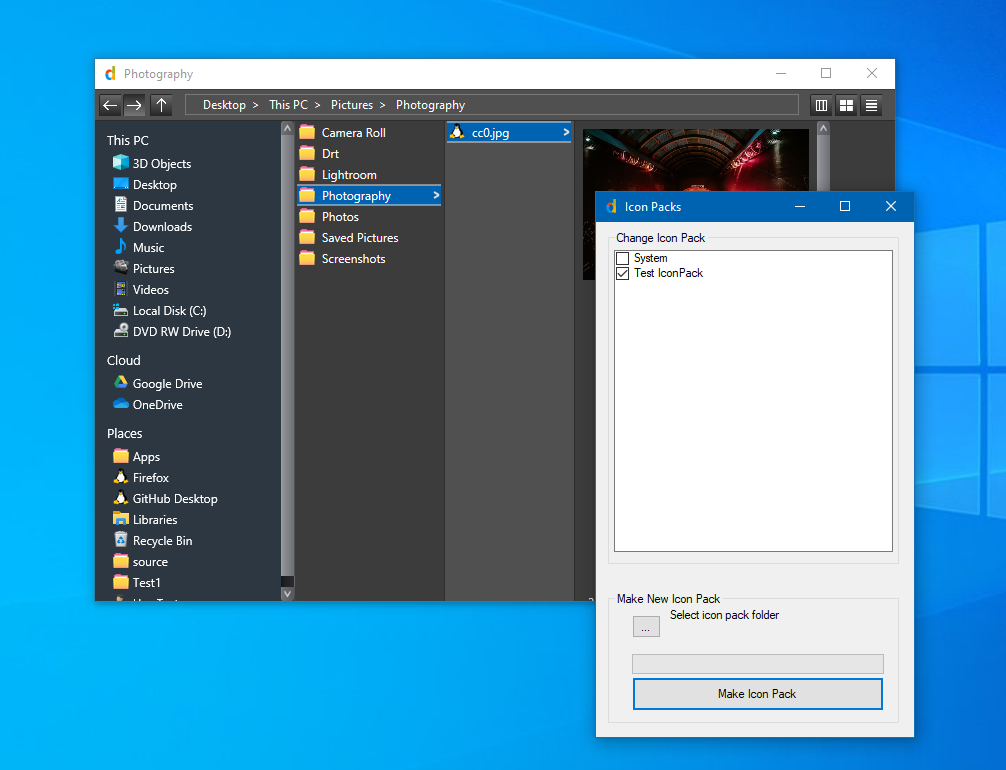 Photography
Desktop > This PC > Pictures > Photography
This PC
3D Objects
Desktop
Documents
Downloads
Music
Pictures
Videos
Local Disk (C:)
DVD RW Drive (D:)
Cloud
Google Drive
OneDrive
Places
Apps
Firefox
GitHub Desktop
Libraries
Recycle Bin
source
Test1
Camera Roll
Drt
Lightroom
Photography >
Photos
Saved Pictures
Screenshots
cc0.jpg >
Icon Packs
Change Icon Pack
System
Test IconPack
Make New Icon Pack
Select icon pack folder
...
Make Icon Pack